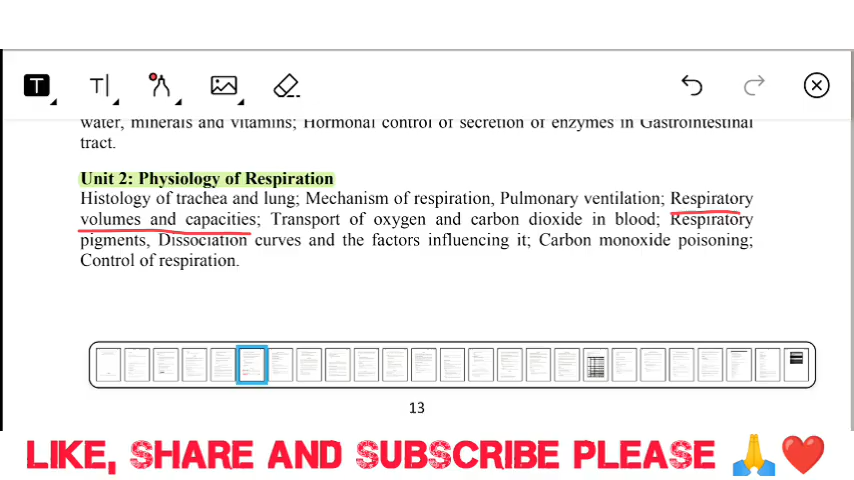 T T
water, minerals and vitamins; Hormonal control of secretion of enzymes in Gastrointestinal
tract.
Unit 2: Physiology of Respiration
Histology of trachea and lung; Mechanism of respiration, Pulmonary ventilation; Respiratory
volumes and capacities; Transport of oxygen and carbon dioxide in blood; Respiratory
pigments, Dissociation curves and the factors influencing it; Carbon monoxide poisoning;
Control of respiration.
13
LIKE, SHARE AND SUBSCRIBE PLEASE 🙏❤️